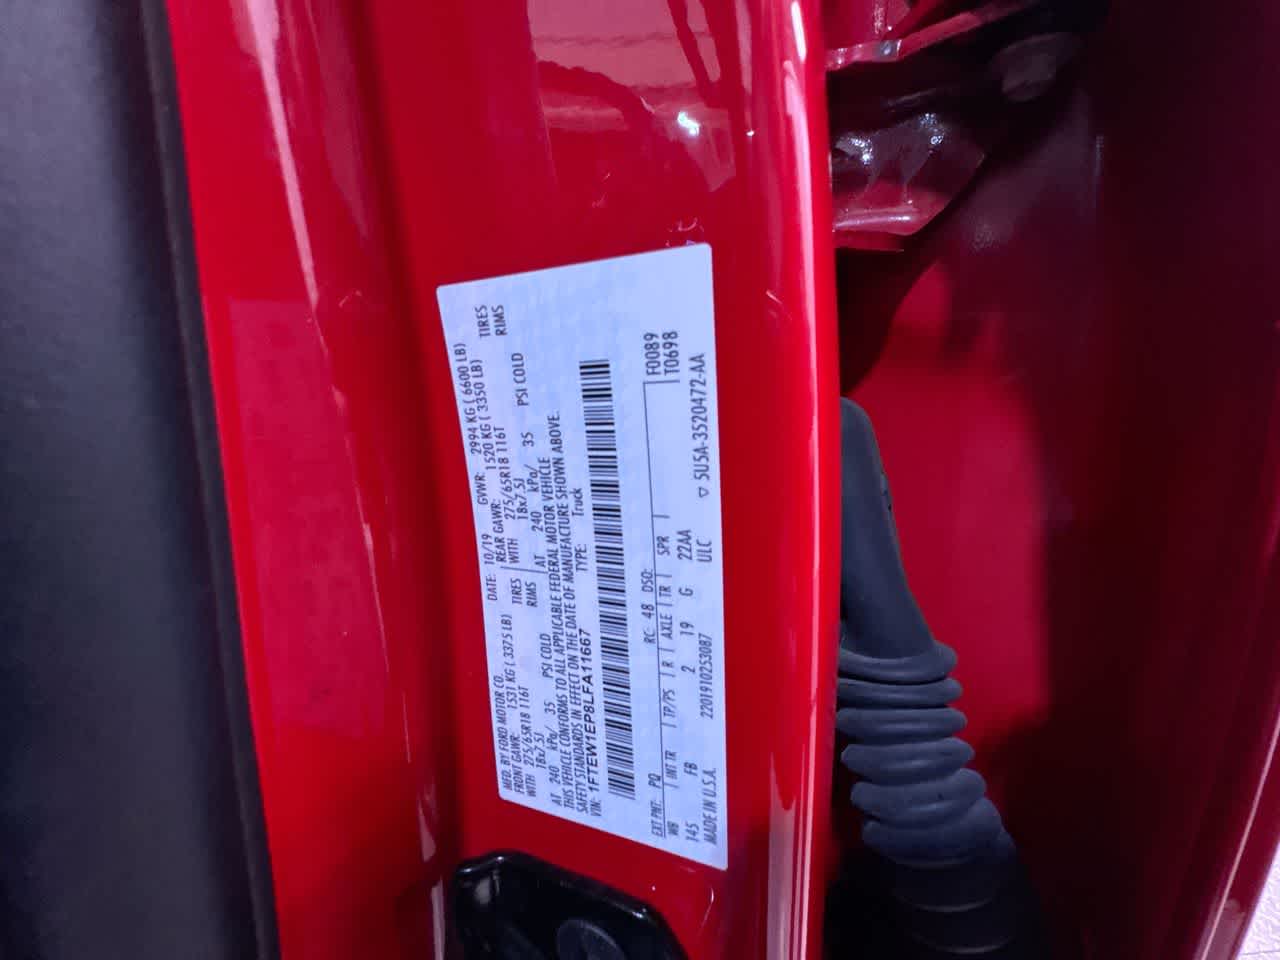 MFD. BY FORD MOTOR CO. DATE: 10/19 GVWR: 2994 KG ( 6600 LB)
FRONT GAWR: 1531 KG ( 3375 LB) REAR GAWR: 1520 KG ( 3350 LB)
WITH 275/65R18 116T TIRES WITH 275/65R18 116T TIRES
18x7.5J RIMS 18x7.5J RIMS
AT 240 kPa/ 35 PSI COLD AT 240 kPa/ 35 PSI COLD
THIS VEHICLE CONFORMS TO ALL APPLICABLE FEDERAL MOTOR VEHICLE
SAFETY STANDARDS IN EFFECT ON THE DATE OF MANUFACTURE SHOWN ABOVE.
VIN: 1FTEW1EP8LFA11667 TYPE: Truck
EXT PNT: PQ RC: 48 DSO: F0089
WB INT TR TP/PS R AXLE TR SPR T0698
145 FB 2 19 G 22AA
MADE IN U.S.A. 2201910253087 ULC 5U5A-3520472-AA